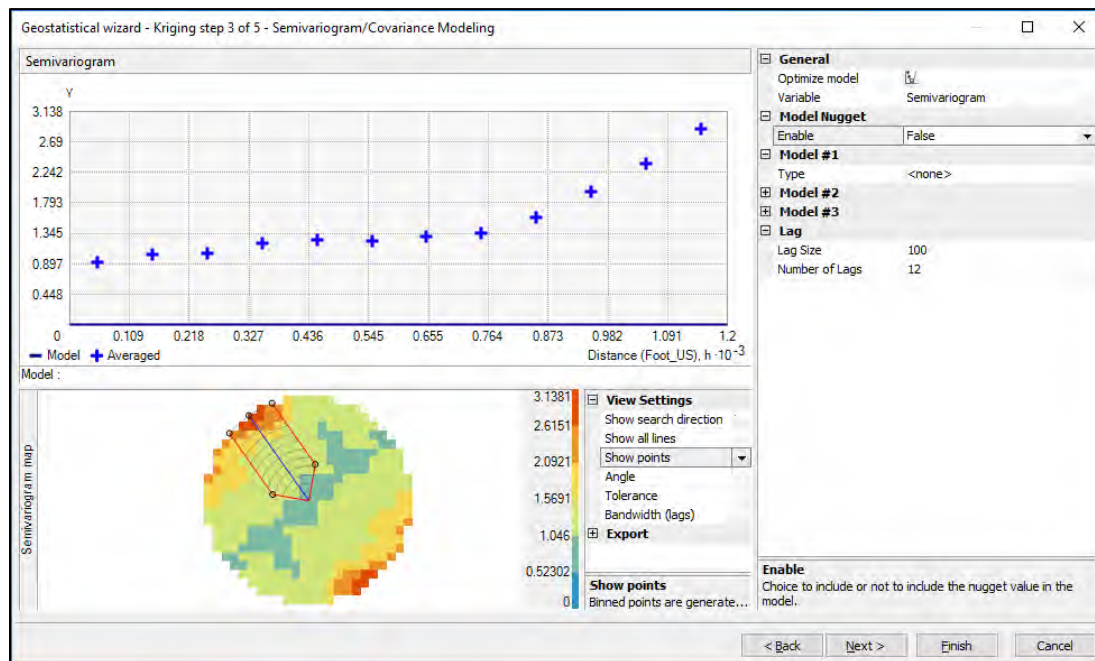 Geostatistical wizard - Kriging step 3 of 5 - Semivariogram/Covariance Modeling
Semivariogram
γ
3.138
2.69
2.242
1.793
1.345
0.897
0.448
0 0.109 0.218 0.327 0.436 0.545 0.655 0.764 0.873 0.982 1.091 1.2
Model Averaged Distance (Foot_US), h ·10⁻³
Model :
Semivariogram map
3.1381
2.6151
2.0921
1.5691
1.046
0.52302
0
View Settings
Show search direction
Show all lines
Show points
Angle
Tolerance
Bandwidth (lags)
Export
Show points
Binned points are generate...
General
Optimize model
Variable Semivariogram
Model Nugget
Enable False
Model #1
Type <none>
Model #2
Model #3
Lag
Lag Size 100
Number of Lags 12
Enable
Choice to include or not to include the nugget value in the
model.
< Back Next > Finish Cancel